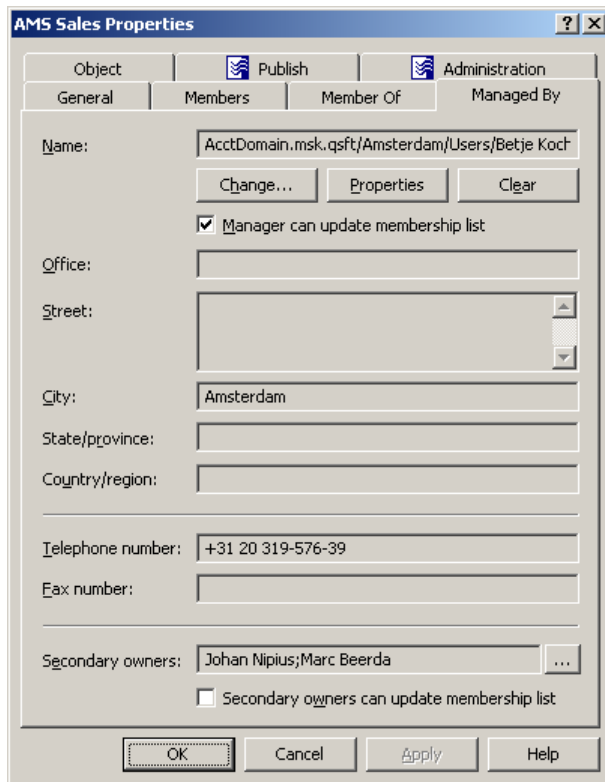 AMS Sales Properties
Object Publish Administration
General Members Member Of Managed By
Name: AcctDomain.msk.qsft/Amsterdam/Users/Betje Koch
Change... Properties Clear
Manager can update membership list
Office:
Street:
City: Amsterdam
State/province:
Country/region:
Telephone number: +31 20 319-576-39
Fax number:
Secondary owners: Johan Nipius;Marc Beerda ...
Secondary owners can update membership list
OK Cancel Apply Help